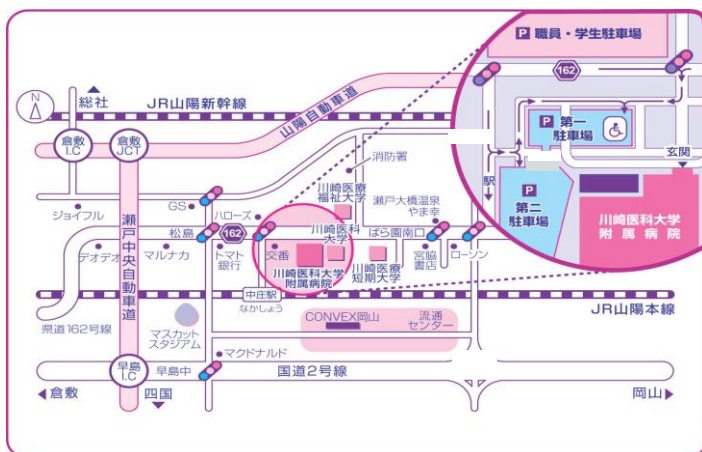 P 職員・学生駐車場
162
P 第一
駐車場
玄関
駅
P
第二
駐車場
川崎医科大学
附属病院
N
総社
JR山陽新幹線
山陽自動車道
倉敷
I.C
倉敷
JCT
消防署
川崎医療
福祉大学
瀬戸大橋温泉
やま幸
ジョイフル
GS
ハローズ
川崎医科
大学
ばら園南口
松島
162
デオデオ
マルナカ
トマト
銀行
交番
川崎医科大学
附属病院
川崎医療
短期大学
宮脇
書店
ローソン
瀬戸中央自動車道
中庄駅
なかしょう
JR山陽本線
県道162号線
マスカット
スタジアム
CONVEX岡山
流通
センター
マクドナルド
早島
I.C
早島中
国道2号線
倉敷
四国
岡山